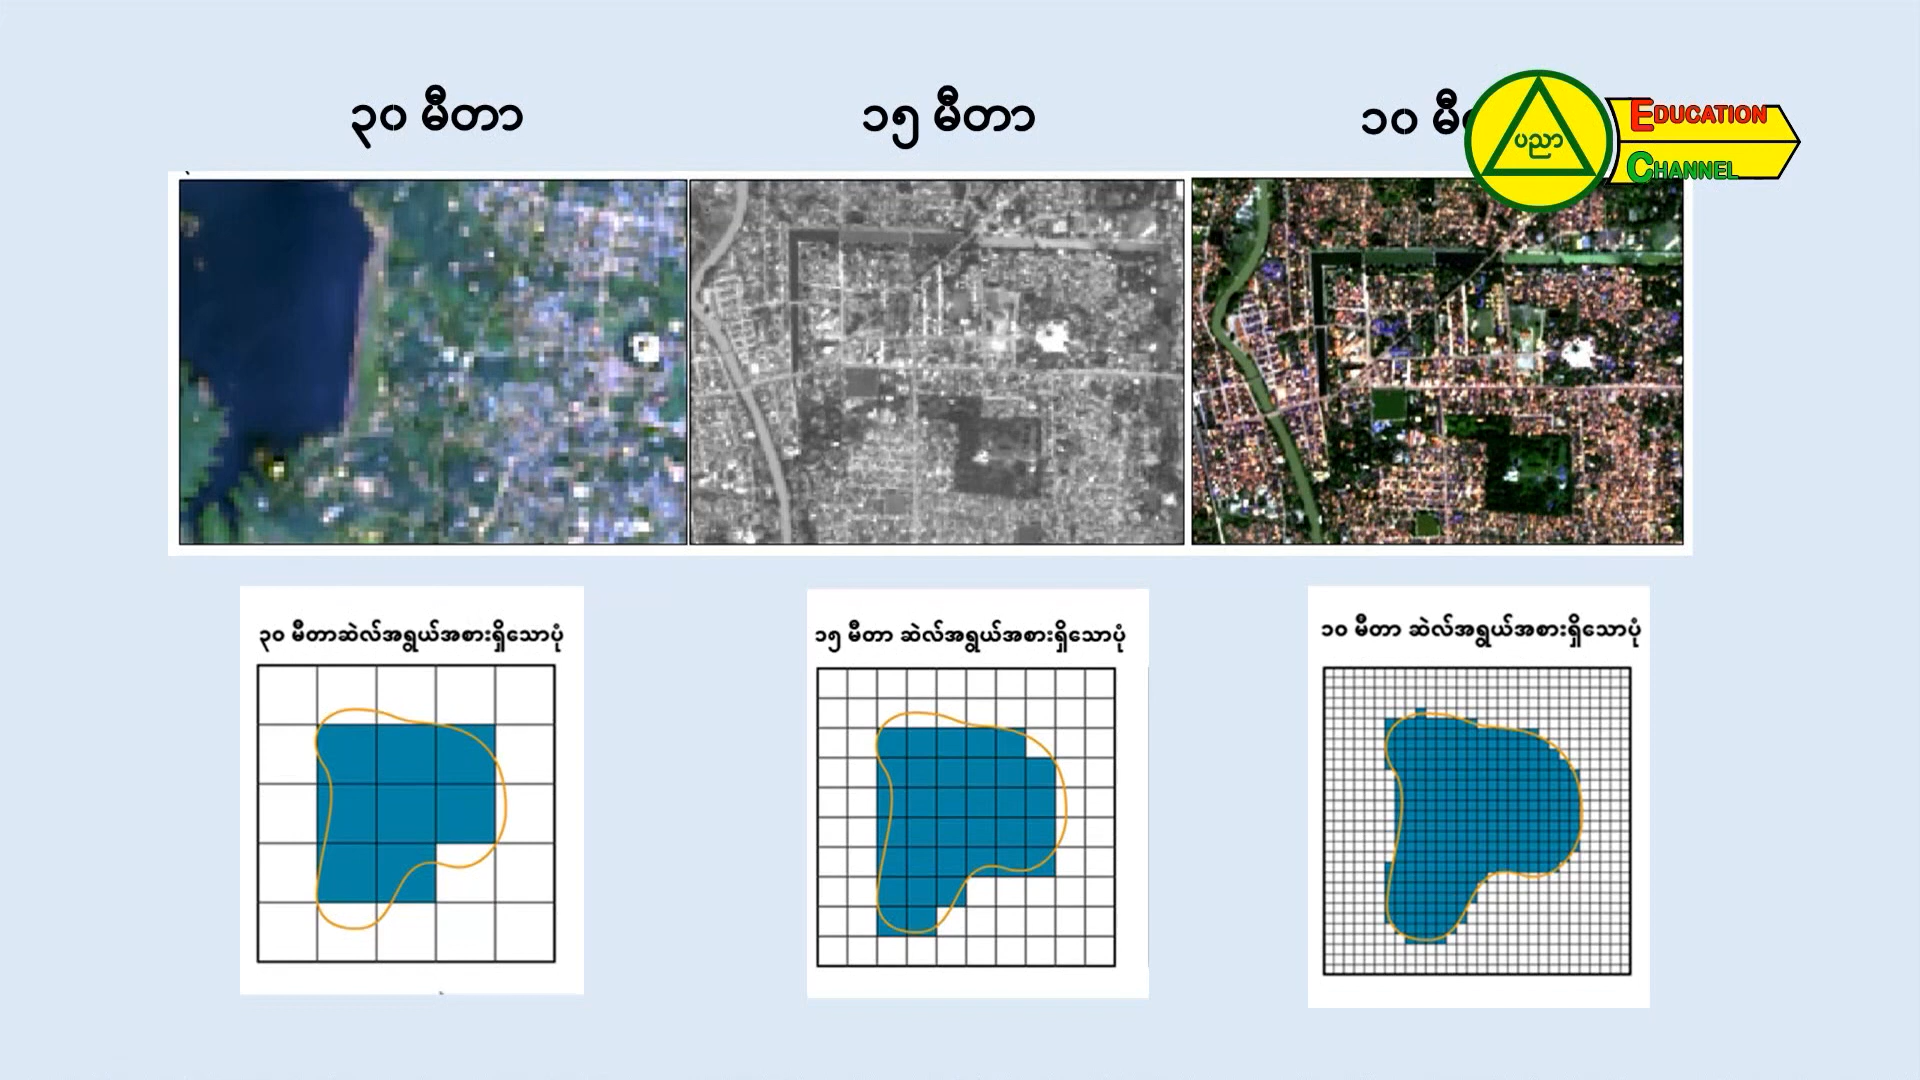 ၃၀ မီတာ
၁၅ မီတာ
၁၀
ပညာ
EDUCATION
CHANNEL
၃၀ မီတာဆဲလ်အရွယ်အစားရှိသောပုံ
၁၅ မီတာ ဆဲလ်အရွယ်အစားရှိသောပုံ
၁၀ မီတာ ဆဲလ်အရွယ်အစားရှိသောပုံ